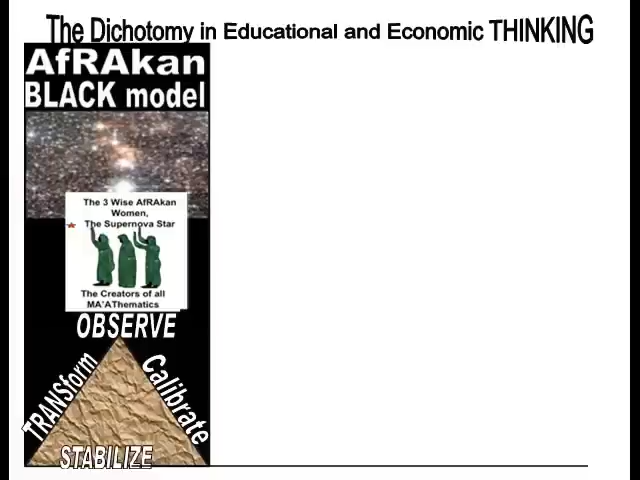 The Dichotomy in Educational and Economic THINKING
AfRAkan
BLACK model
The 3 Wise AfRAkan
Women,
The Supernova Star
The Creators of all
MA'AThematics
OBSERVE
TRANSform
Calibrate
STABILIZE